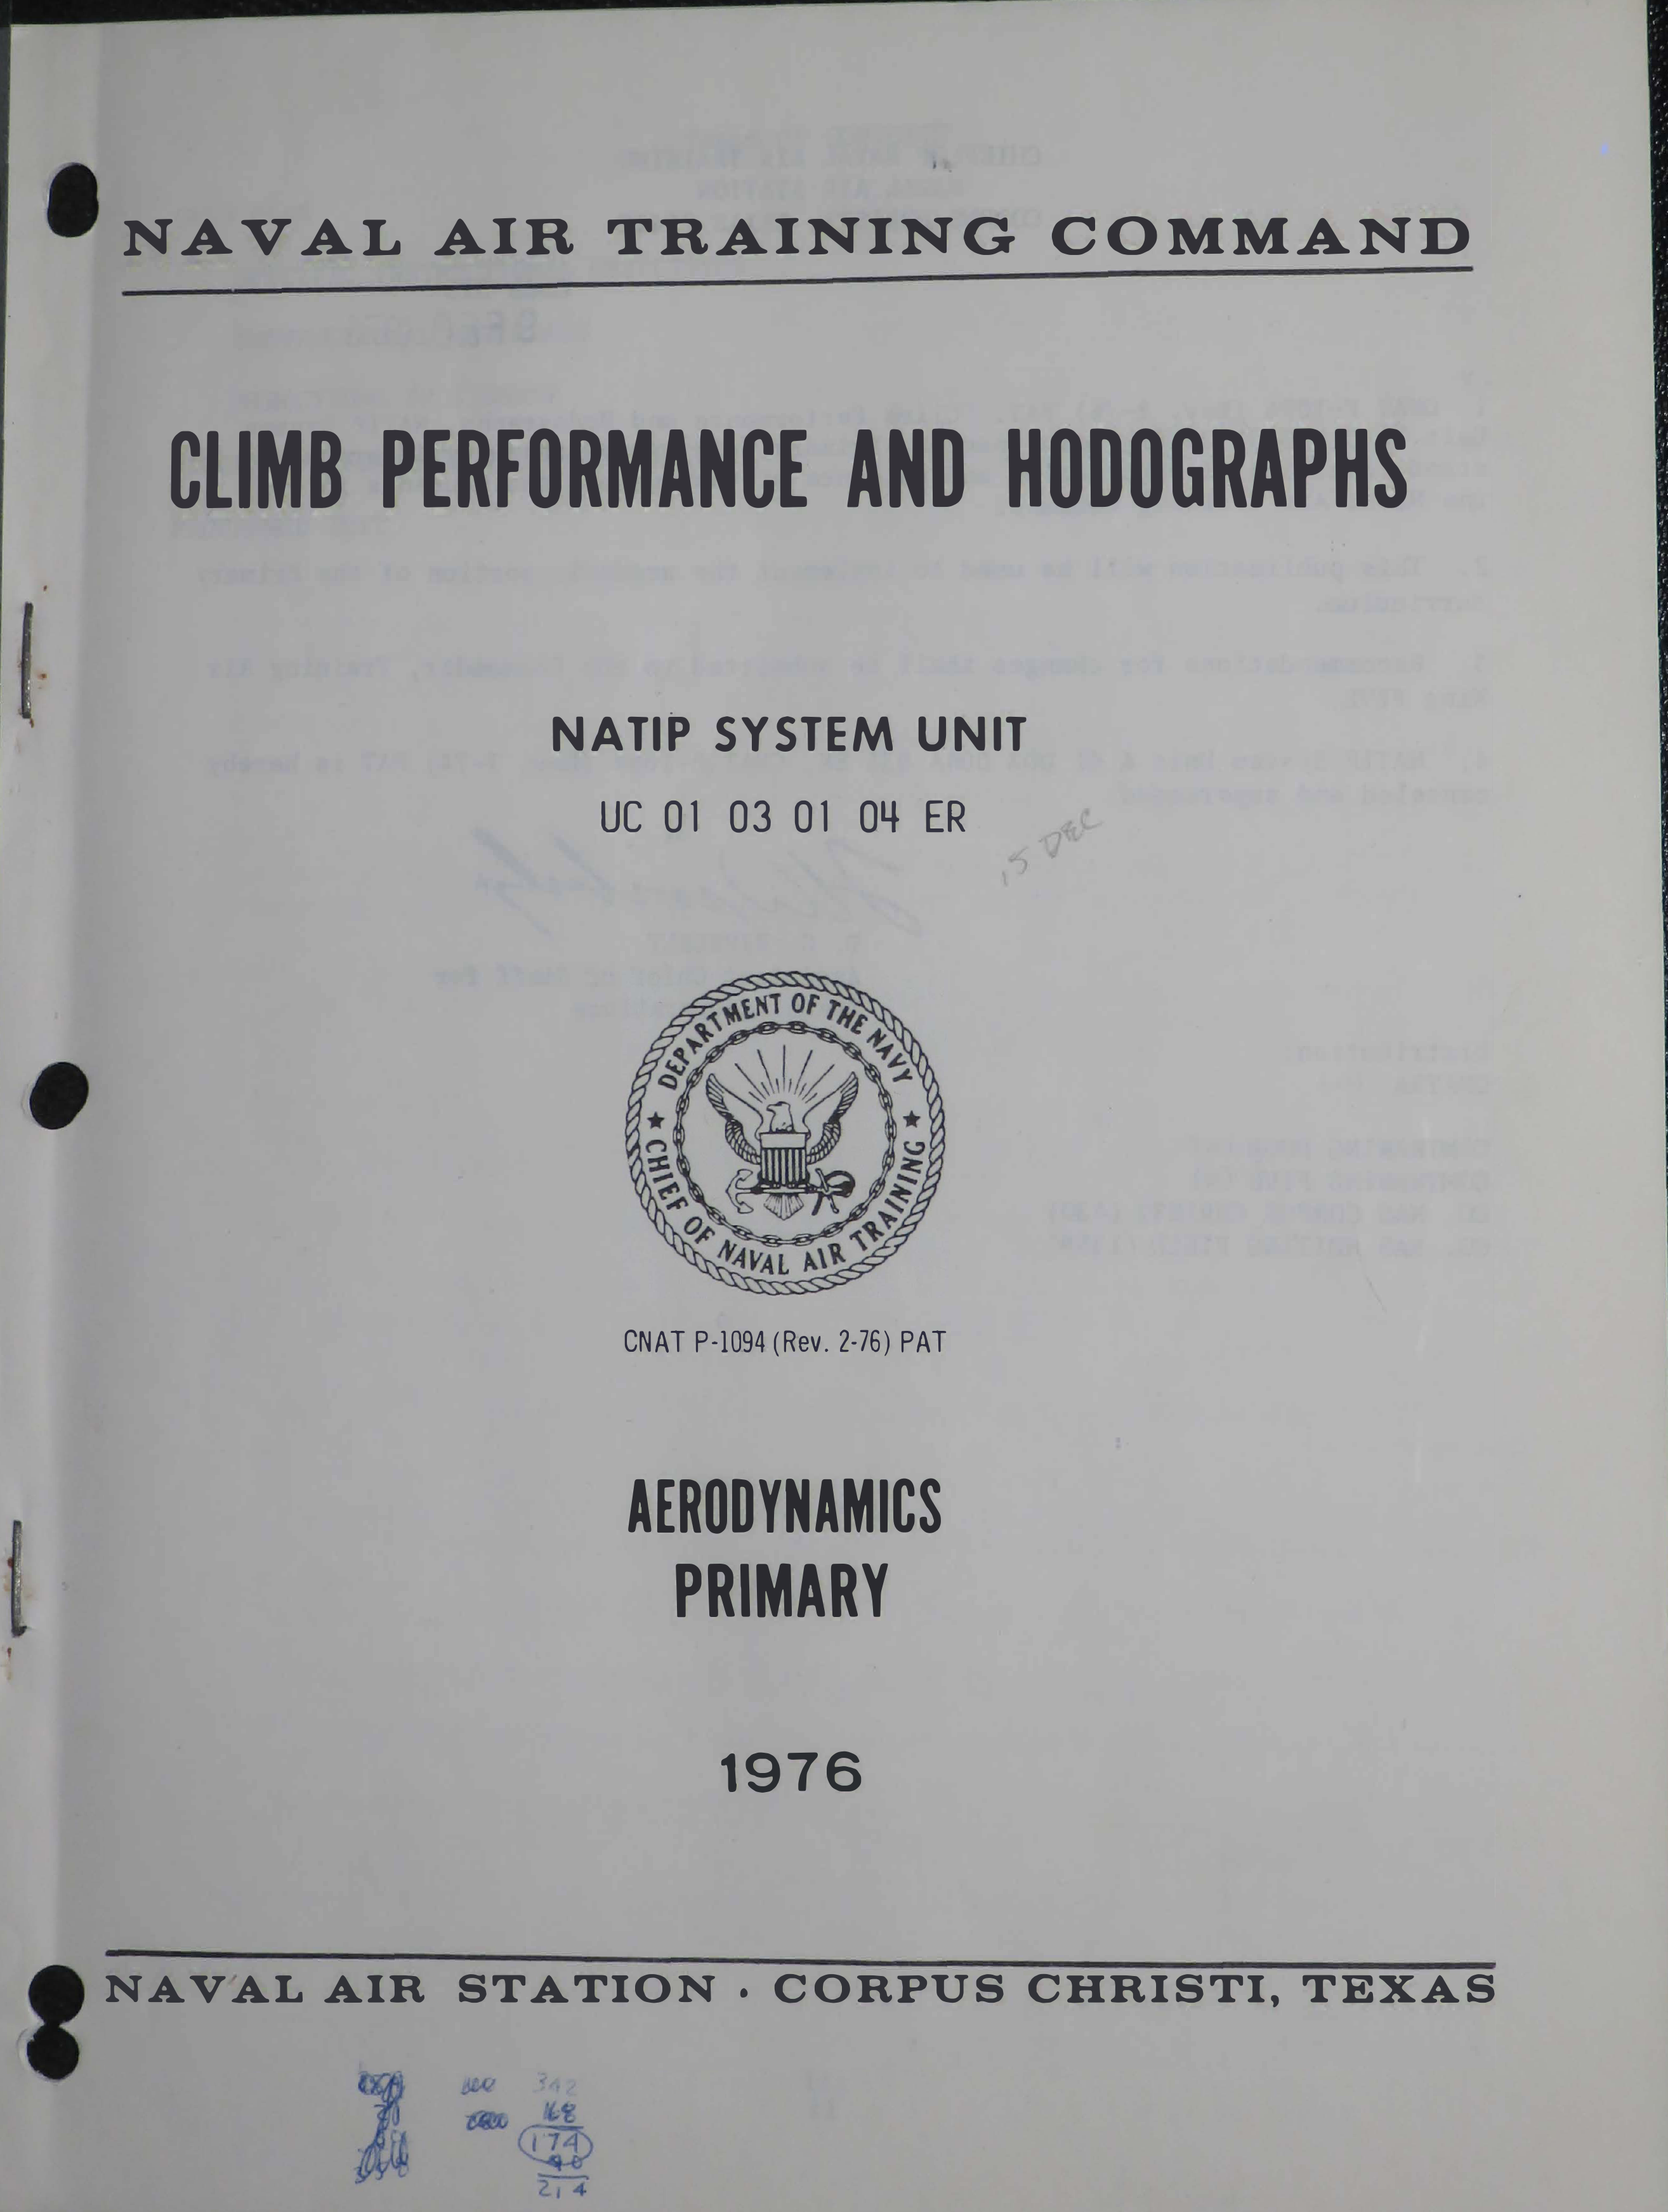 NAVAL AIR TRAINING COMMAND
CLIMB PERFORMANCE AND HODOGRAPHS
NATIP SYSTEM UNIT
UC 01 03 01 04 ER
15 DEC
DEPARTMENT OF THE NAVY
CHIEF OF NAVAL AIR TRAINING
CNAT P-1094 (Rev. 2-76) PAT
AERODYNAMICS
PRIMARY
1976
NAVAL AIR STATION · CORPUS CHRISTI, TEXAS
342
168
174
40
214